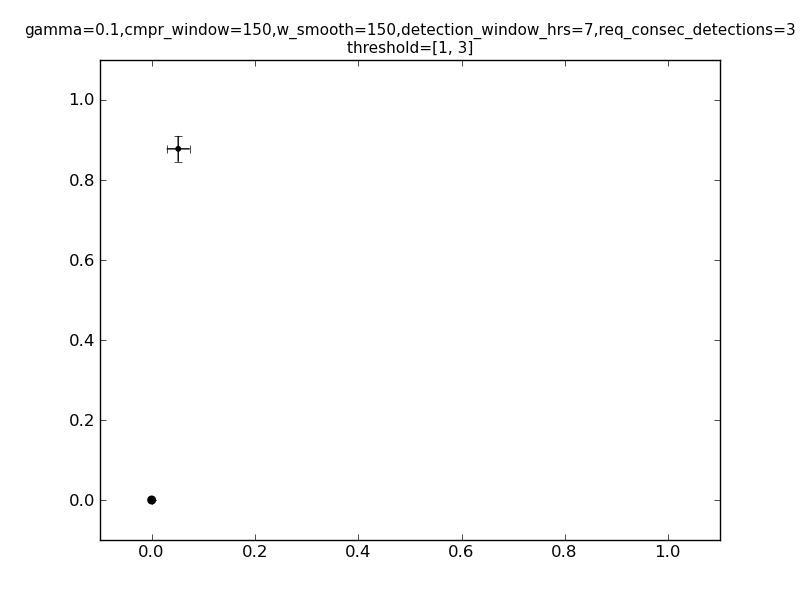 gamma=0.1,cmpr_window=150,w_smooth=150,detection_window_hrs=7,req_consec_detections=3
threshold=[1, 3]
1.0
0.8
0.6
0.4
0.2
0.0
0.0 0.2 0.4 0.6 0.8 1.0